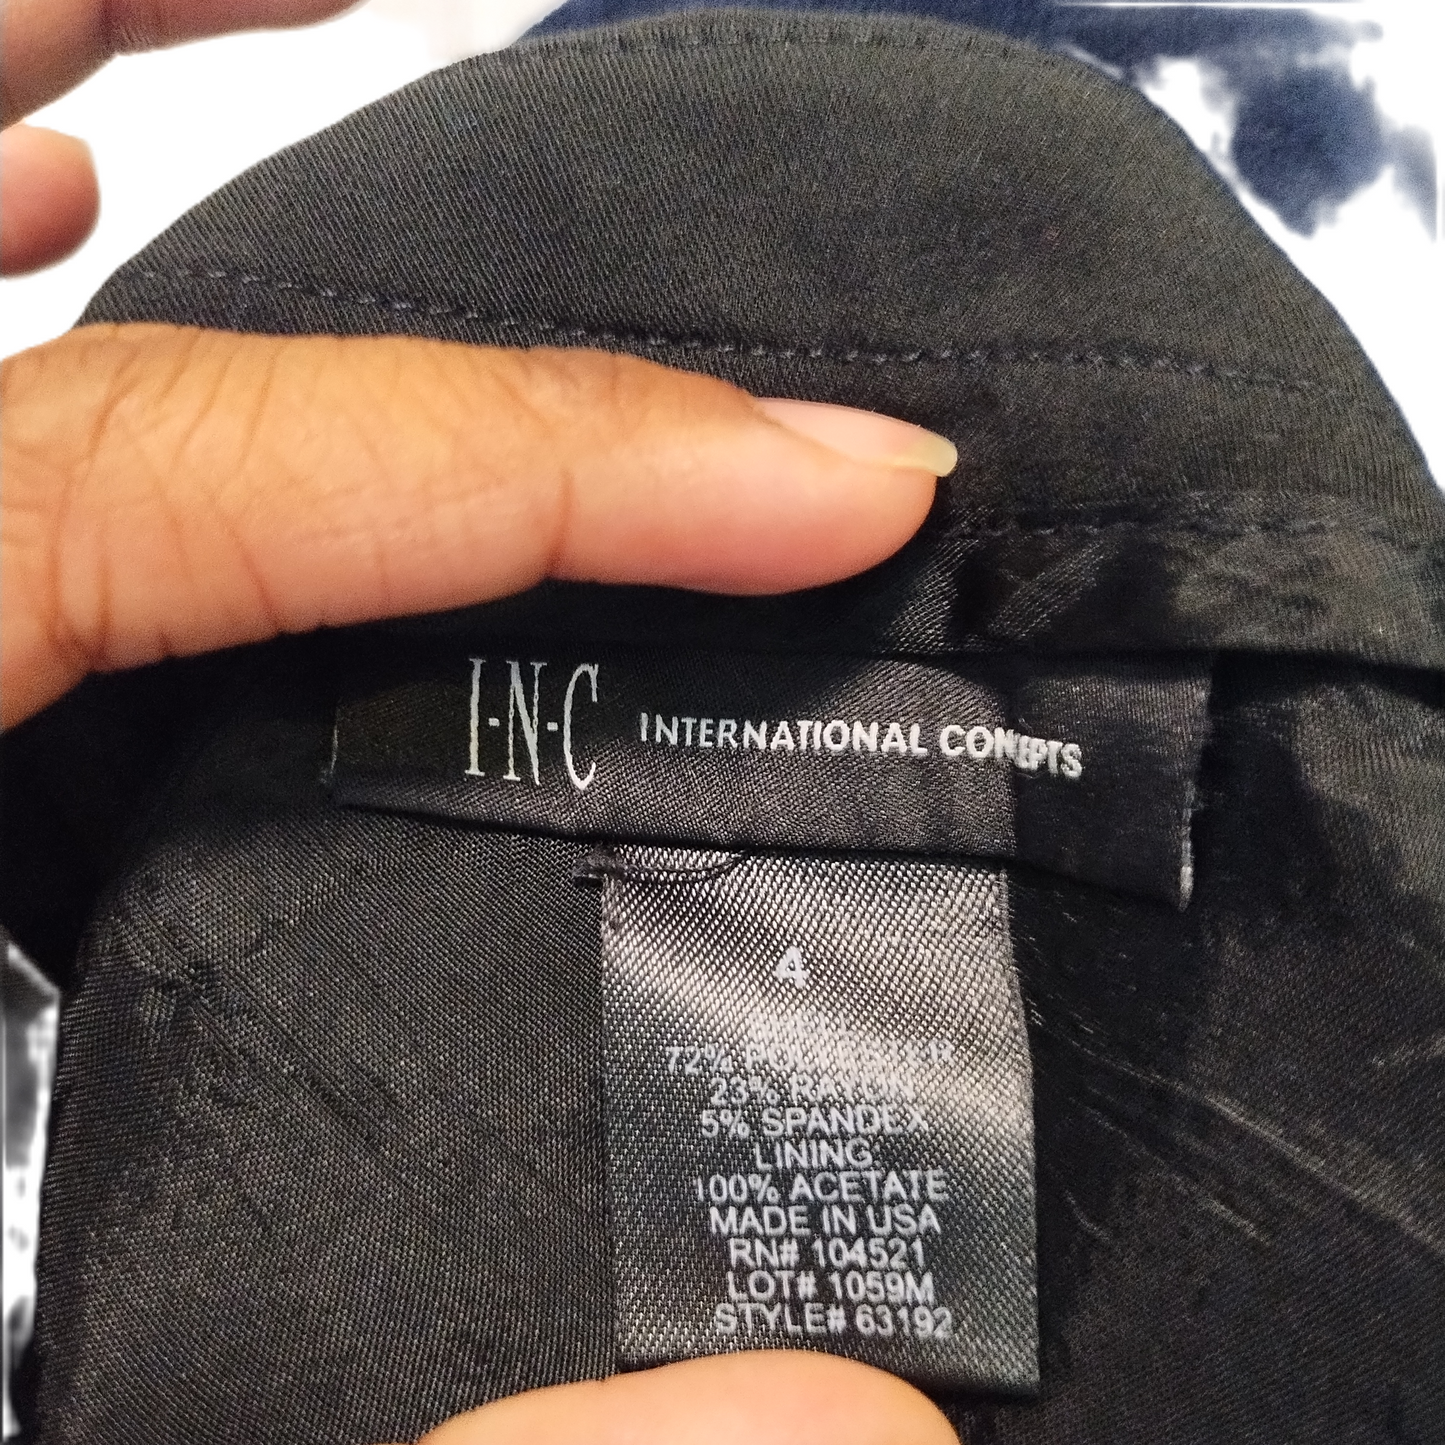 I-N-C INTERNATIONAL CONCEPTS
4
72% POLYESTER
23% RAYON
5% SPANDEX
LINING
100% ACETATE
MADE IN USA
RN# 104521
LOT# 1059M
STYLE# 63192